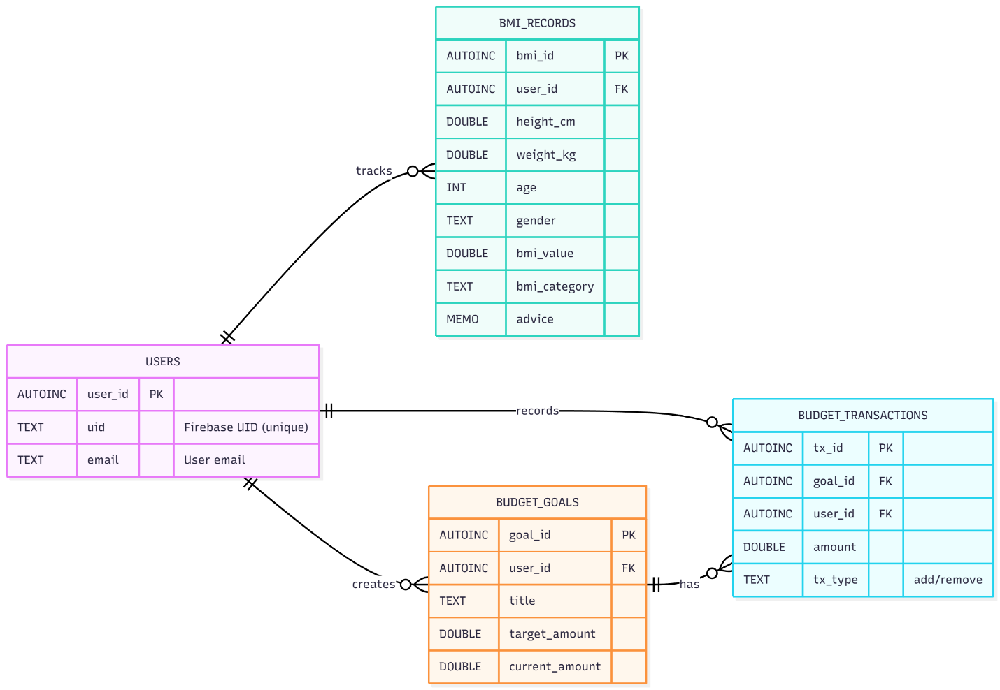 BMI_RECORDS
AUTOINC bmi_id PK
AUTOINC user_id FK
DOUBLE height_cm
DOUBLE weight_kg
INT age
TEXT gender
DOUBLE bmi_value
TEXT bmi_category
MEMO advice
tracks
USERS
AUTOINC user_id PK
TEXT uid Firebase UID (unique)
TEXT email User email
records
BUDGET_TRANSACTIONS
AUTOINC tx_id PK
AUTOINC goal_id FK
AUTOINC user_id FK
DOUBLE amount
TEXT tx_type add/remove
creates
BUDGET_GOALS
AUTOINC goal_id PK
AUTOINC user_id FK
TEXT title
DOUBLE target_amount
DOUBLE current_amount
has